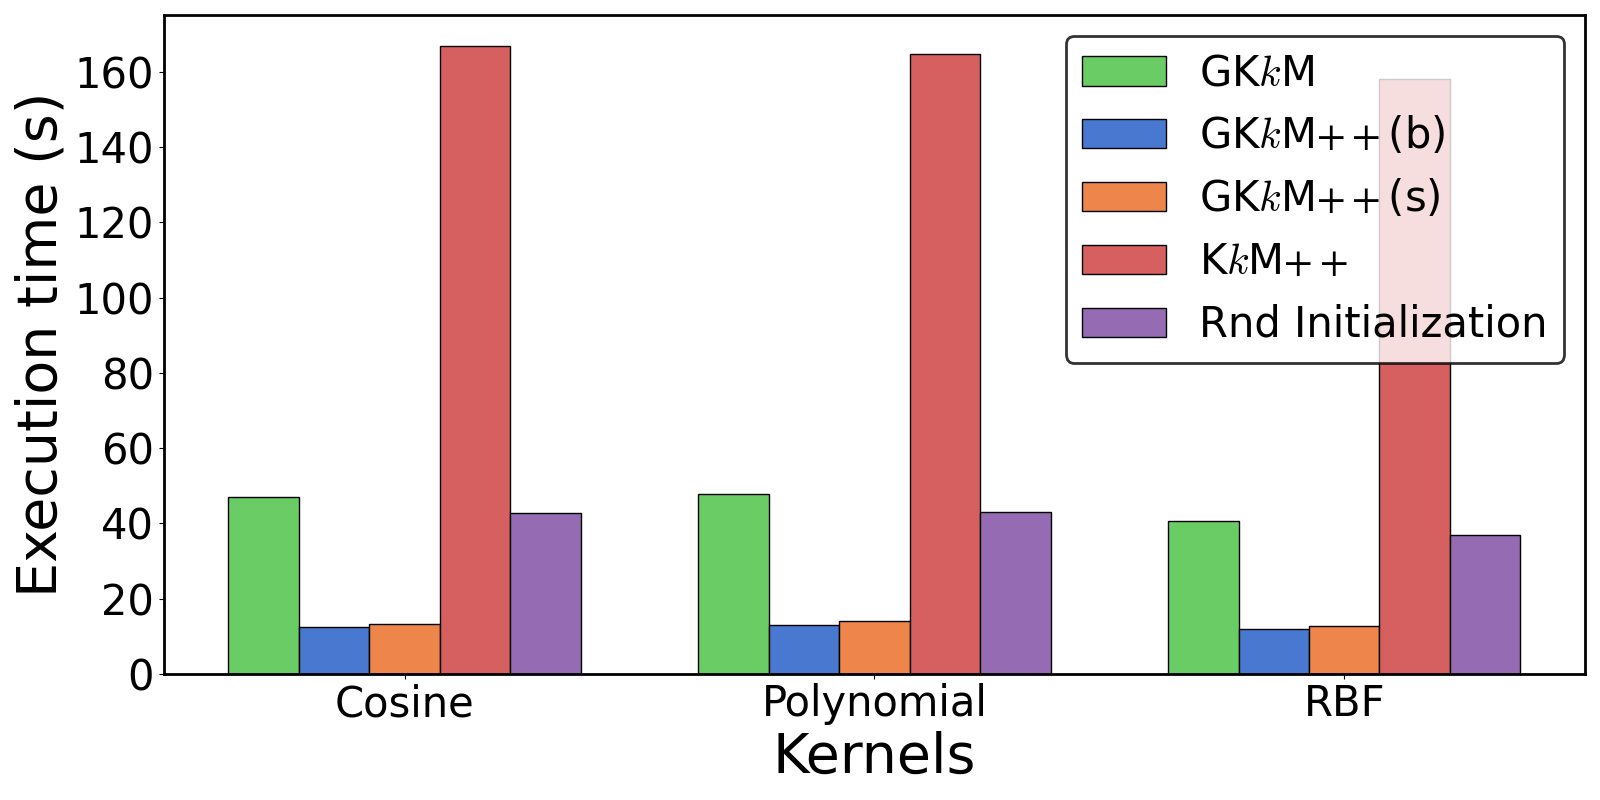 Execution time (s)
160
140
120
100
80
60
40
20
0
GKkM
GKkM++(b)
GKkM++(s)
KkM++
Rnd Initialization
Cosine
Polynomial
RBF
Kernels